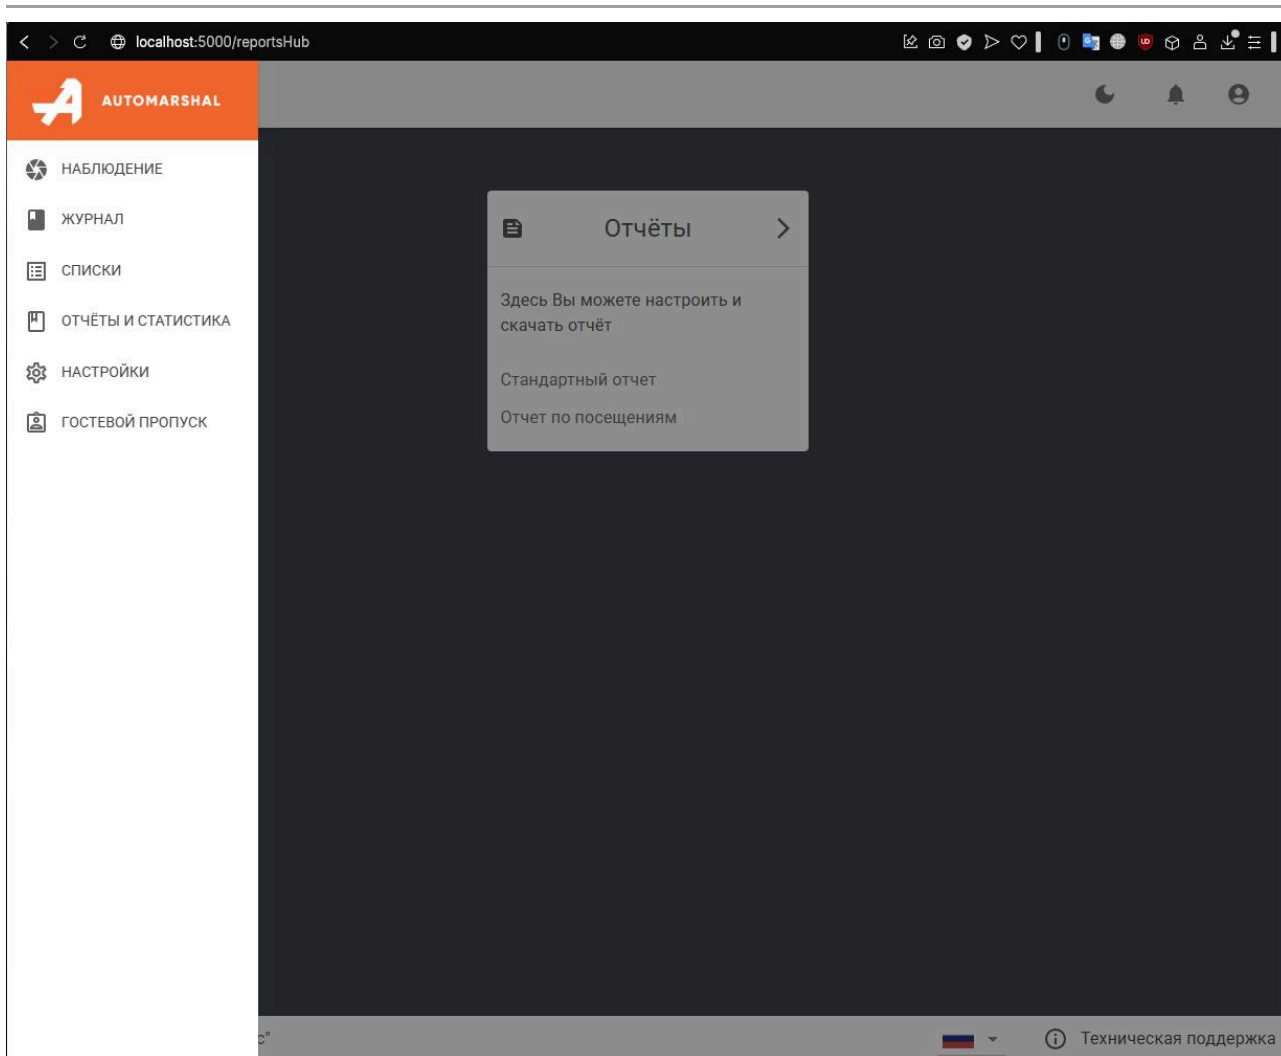 localhost:5000/reportsHub
AUTOMARSHAL
НАБЛЮДЕНИЕ
ЖУРНАЛ
СПИСКИ
ОТЧЁТЫ И СТАТИСТИКА
НАСТРОЙКИ
ГОСТЕВОЙ ПРОПУСК
Отчёты
Здесь Вы можете настроить и
скачать отчёт
Стандартный отчет
Отчет по посещениям
с"
Техническая поддержка